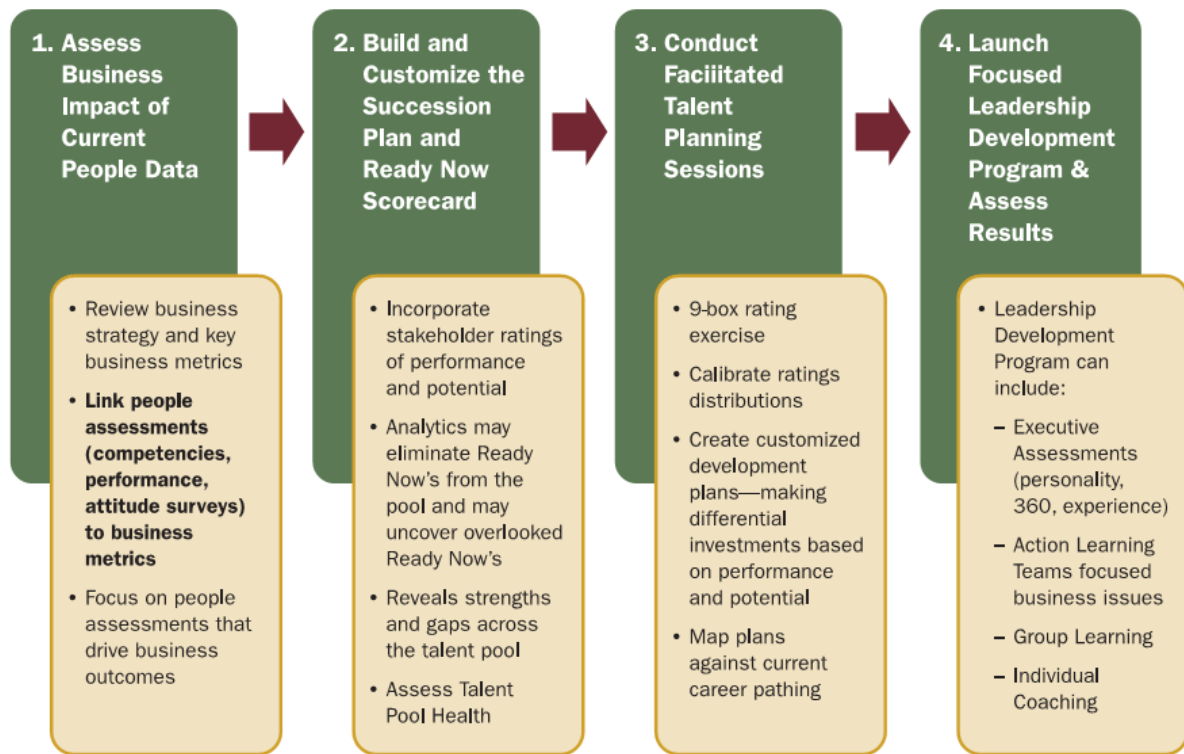 1. Assess
Business
Impact of
Current
People Data
• Review business
strategy and key
business metrics
• Link people
assessments
(competencies,
performance,
attitude surveys)
to business
metrics
• Focus on people
assessments that
drive business
outcomes
2. Build and
Customize the
Succession
Plan and
Ready Now
Scorecard
• Incorporate
stakeholder ratings
of performance
and potential
• Analytics may
eliminate Ready
Now’s from the
pool and may
uncover overlooked
Ready Now’s
• Reveals strengths
and gaps across
the talent pool
• Assess Talent
Pool Health
3. Conduct
Faciiitated
Talent
Planning
Sessions
• 9-box rating
exercise
• Calibrate ratings
distributions
• Create customized
development
plans—making
differential
investments based
on performance
and potential
• Map plans
against current
career pathing
4. Launch
Focused
Leadership
Development
Program &
Assess
Results
• Leadership
Development
Program can
include:
– Executive
Assessments
(personality,
360, experience)
– Action Learning
Teams focused
business issues
– Group Learning
– Individual
Coaching